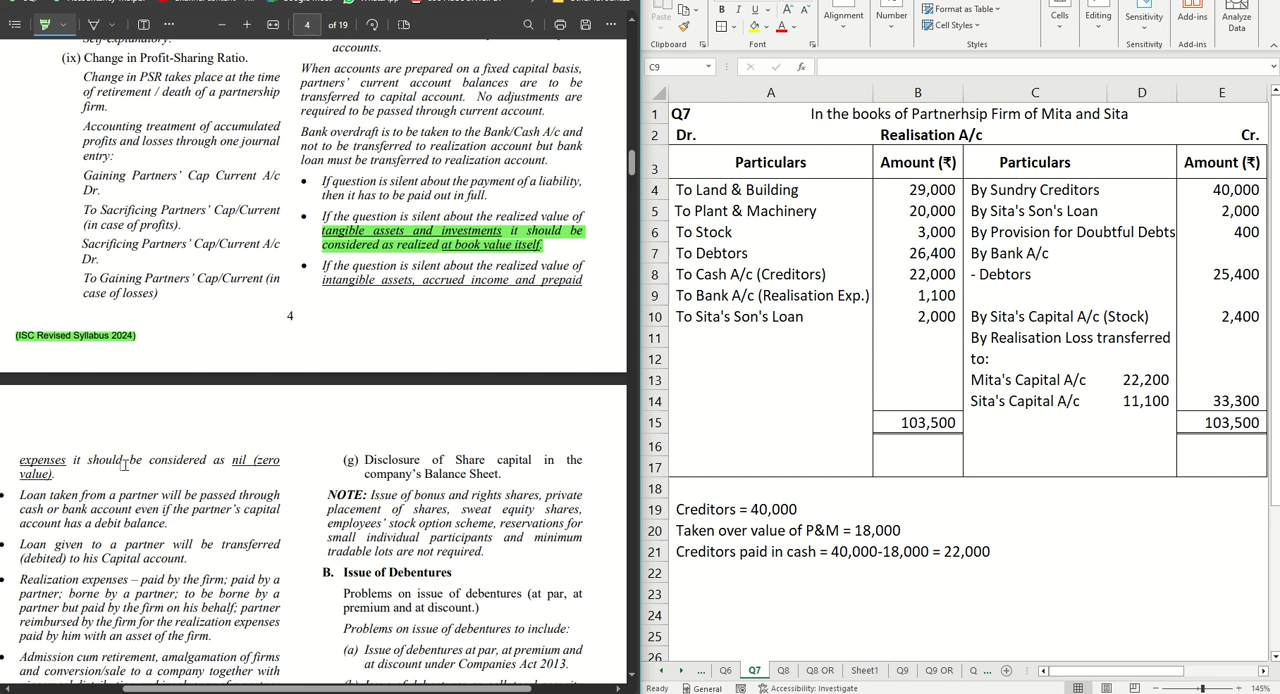 4 of 19
(ix) Change in Profit-Sharing Ratio.
Change in PSR takes place at the time
of retirement / death of a partnership
firm.
Accounting treatment of accumulated
profits and losses through one journal
entry:
Gaining Partners' Cap Current A/c
Dr.
To Sacrificing Partners' Cap/Current
(in case of profits).
Sacrificing Partners' Cap/Current A/c
Dr.
To Gaining Partners' Cap/Current (in
case of losses)
accounts.
When accounts are prepared on a fixed capital basis,
partners' current account balances are to be
transferred to capital account. No adjustments are
required to be passed through current account.
Bank overdraft is to be taken to the Bank/Cash A/c and
not to be transferred to realization account but bank
loan must be transferred to realization account.
• If question is silent about the payment of a liability,
then it has to be paid out in full.
• If the question is silent about the realized value of
tangible assets and investments it should be
considered as realized at book value itself.
• If the question is silent about the realized value of
intangible assets, accrued income and prepaid
4
(ISC Revised Syllabus 2024)
expenses it should be considered as nil (zero
value).
• Loan taken from a partner will be passed through
cash or bank account even if the partner's capital
account has a debit balance.
• Loan given to a partner will be transferred
(debited) to his Capital account.
• Realization expenses – paid by the firm; paid by a
partner; borne by a partner; to be borne by a
partner but paid by the firm on his behalf; partner
reimbursed by the firm for the realization expenses
paid by him with an asset of the firm.
• Admission cum retirement, amalgamation of firms
and conversion/sale to a company together with
(g) Disclosure of Share capital in the
company's Balance Sheet.
NOTE: Issue of bonus and rights shares, private
placement of shares, sweat equity shares,
employees' stock option scheme, reservations for
small individual participants and minimum
tradable lots are not required.
B. Issue of Debentures
Problems on issue of debentures (at par, at
premium and at discount.)
Problems on issue of debentures to include:
(a) Issue of debentures at par, at premium and
at discount under Companies Act 2013.
Paste
B I U A A
Alignment Number
Format as Table
Cell Styles
Cells Editing Sensitivity Add-ins Analyze
Data
Clipboard Font Styles Sensitivity Add-ins
C9 fx
A B C D E
1 Q7 In the books of Partnerhsip Firm of Mita and Sita
2 Dr. Realisation A/c Cr.
3 Particulars Amount (₹) Particulars Amount (₹)
4 To Land & Building 29,000 By Sundry Creditors 40,000
5 To Plant & Machinery 20,000 By Sita's Son's Loan 2,000
6 To Stock 3,000 By Provision for Doubtful Debts 400
7 To Debtors 26,400 By Bank A/c
8 To Cash A/c (Creditors) 22,000 - Debtors 25,400
9 To Bank A/c (Realisation Exp.) 1,100
10 To Sita's Son's Loan 2,000 By Sita's Capital A/c (Stock) 2,400
11 By Realisation Loss transferred
12 to:
13 Mita's Capital A/c 22,200
14 Sita's Capital A/c 11,100 33,300
15 103,500 103,500
16
17
18
19 Creditors = 40,000
20 Taken over value of P&M = 18,000
21 Creditors paid in cash = 40,000-18,000 = 22,000
22
23
24
25
26
... Q6 Q7 Q8 Q8 OR Sheet1 Q9 Q9 OR Q ...
Ready General Accessibility: Investigate 145%